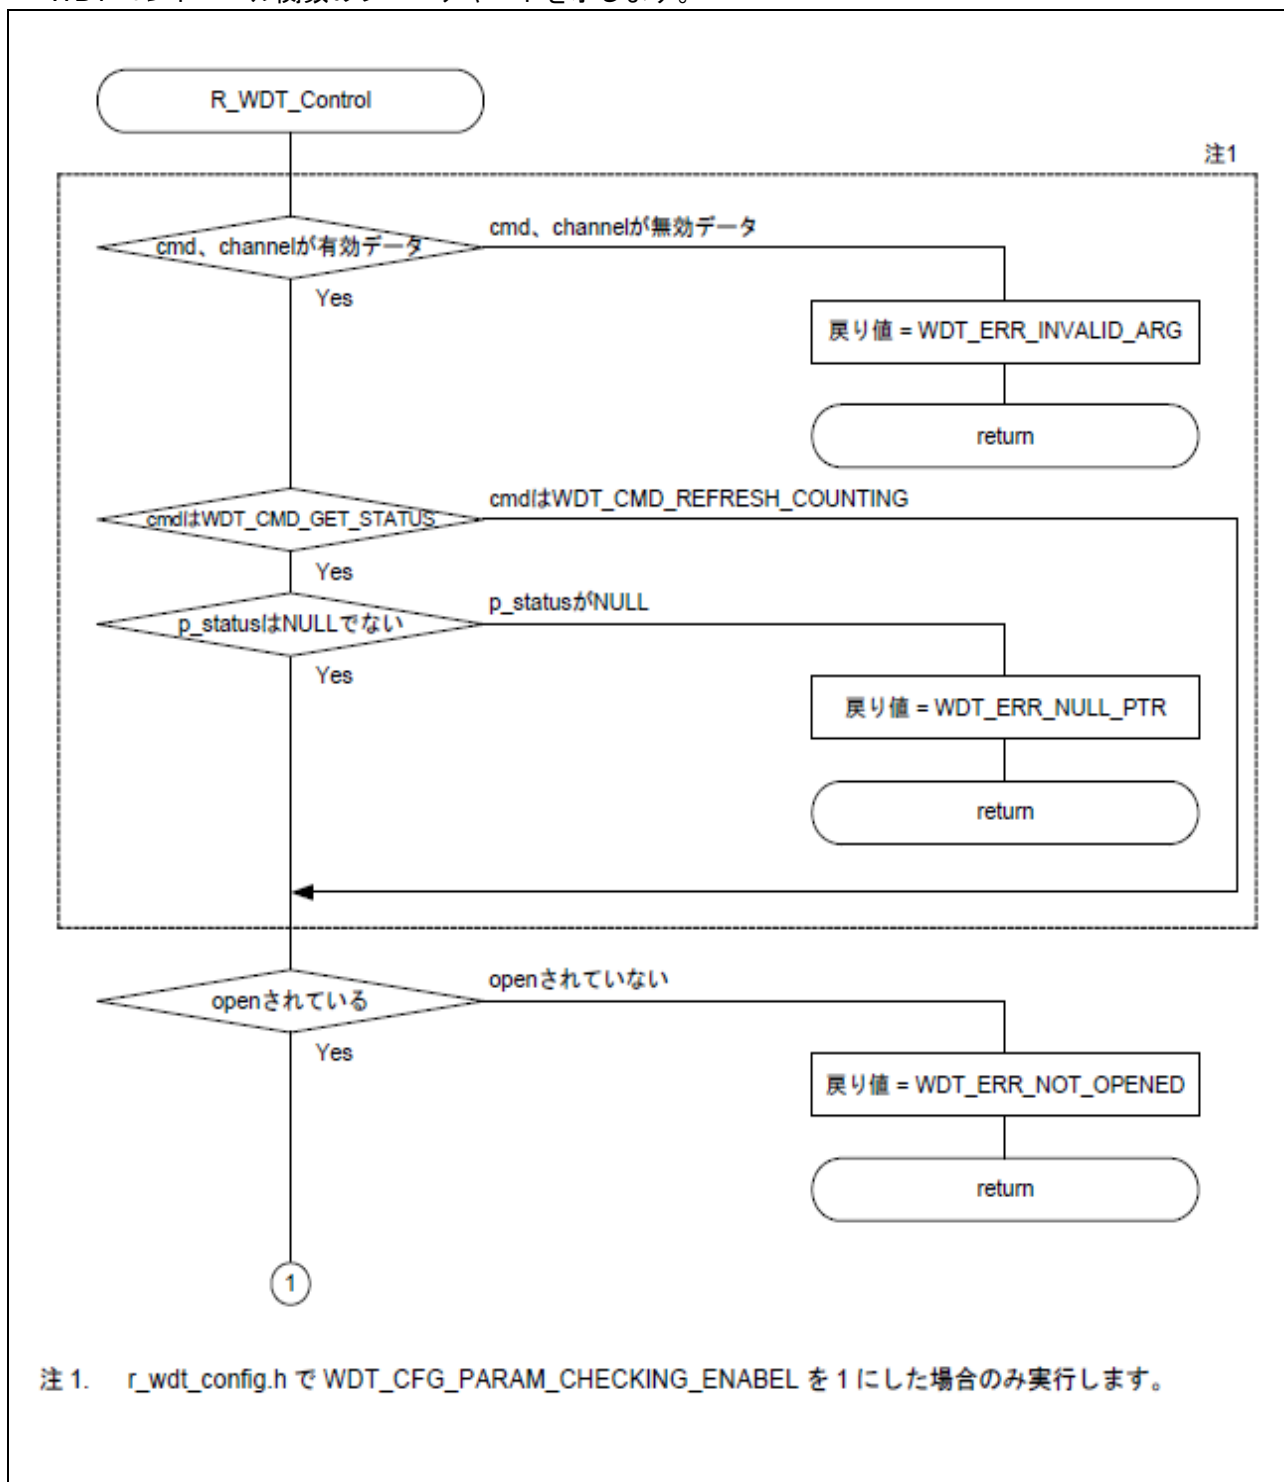 R_WDT_Control
注1
cmd、channelが有効データ
cmd、channelが無効データ
Yes
戻り値 = WDT_ERR_INVALID_ARG
return
cmdはWDT_CMD_GET_STATUS
cmdはWDT_CMD_REFRESH_COUNTING
Yes
p_statusはNULLでない
p_statusがNULL
Yes
戻り値 = WDT_ERR_NULL_PTR
return
openされている
openされていない
Yes
戻り値 = WDT_ERR_NOT_OPENED
return
1
注 1. r_wdt_config.h で WDT_CFG_PARAM_CHECKING_ENABEL を 1 にした場合のみ実行します。